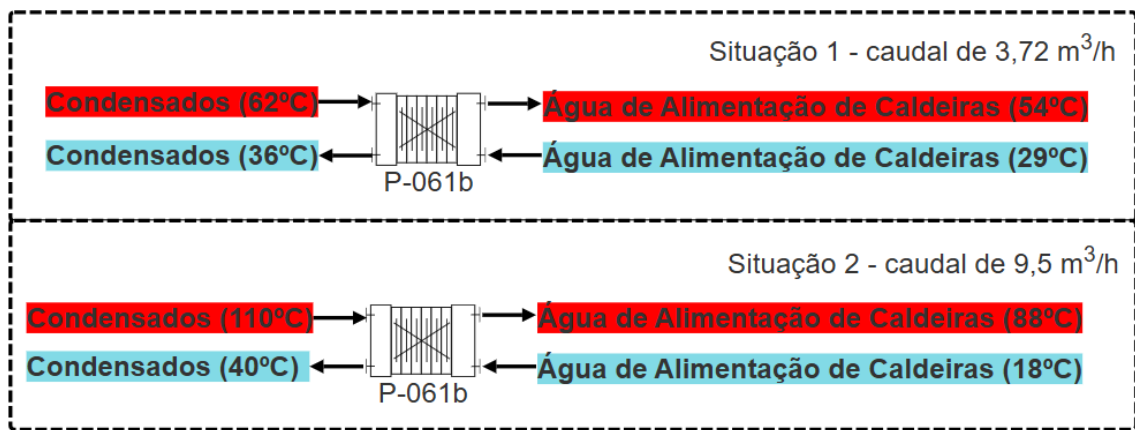 Situação 1 - caudal de 3,72 m³/h
Condensados (62ºC) Água de Alimentação de Caldeiras (54ºC)
Condensados (36ºC) Água de Alimentação de Caldeiras (29ºC)
P-061b
Situação 2 - caudal de 9,5 m³/h
Condensados (110ºC) Água de Alimentação de Caldeiras (88ºC)
Condensados (40ºC) Água de Alimentação de Caldeiras (18ºC)
P-061b